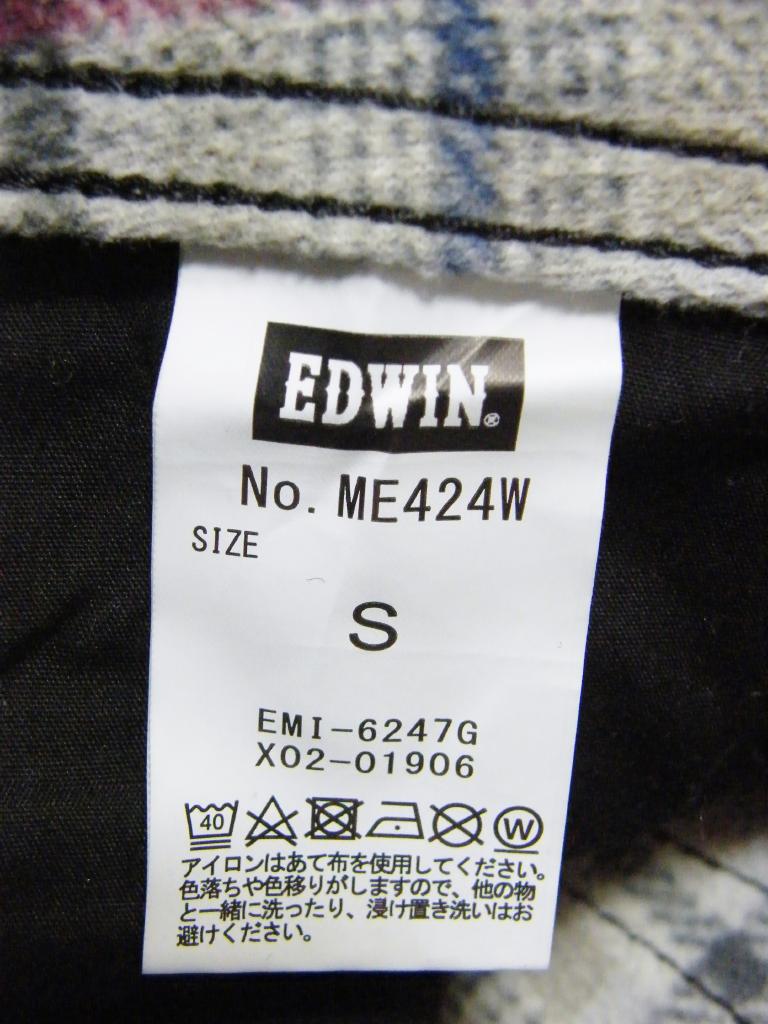 EDWIN®
No. ME424W
SIZE
S
EMI-6247G
X02-01906
40 W
アイロンはあて布を使用してください。
色落ちや色移りがしますので、他の物
と一緒に洗ったり、浸け置き洗いはお
避けください。